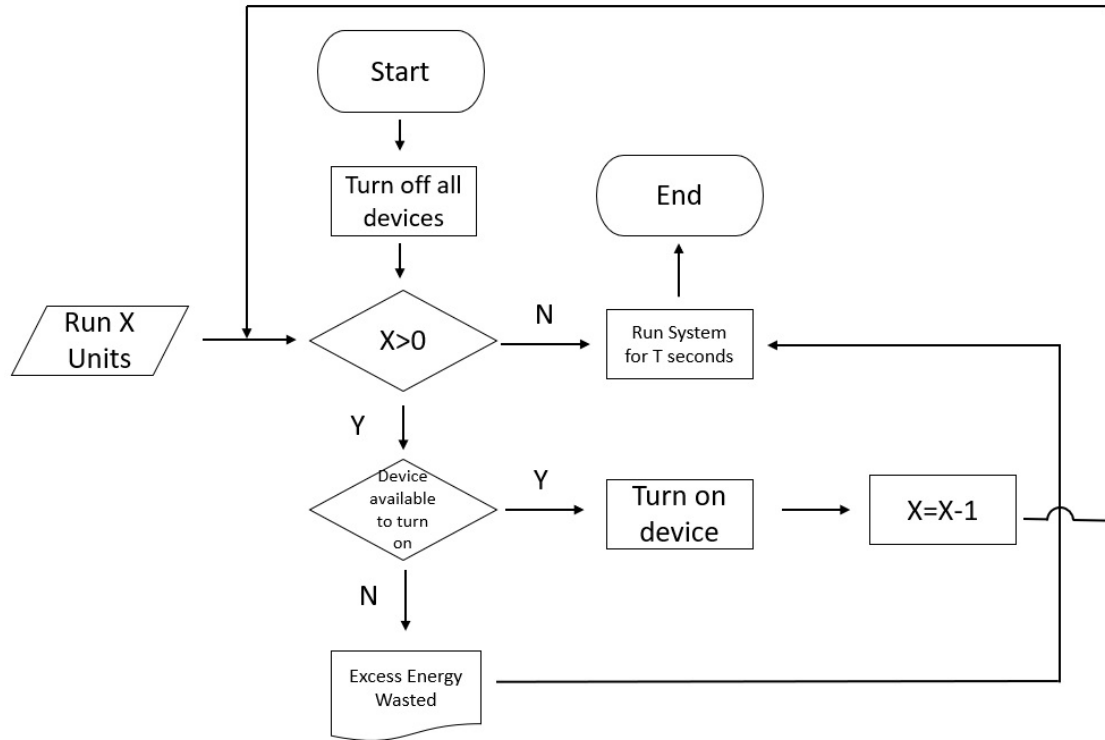 Start
Turn off all
devices
End
Run X
Units
X>0
N
Run System
for T seconds
Y
Device
available
to turn
on
Y
Turn on
device
X=X-1
N
Excess Energy
Wasted